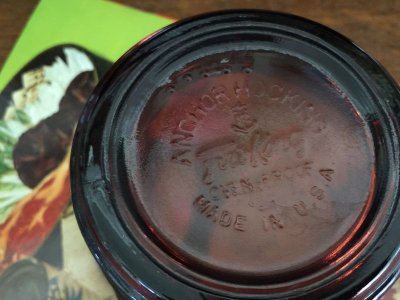 ANCHOR HOCKING
Fire-King
OVEN-PROOF
MADE IN U.S.A